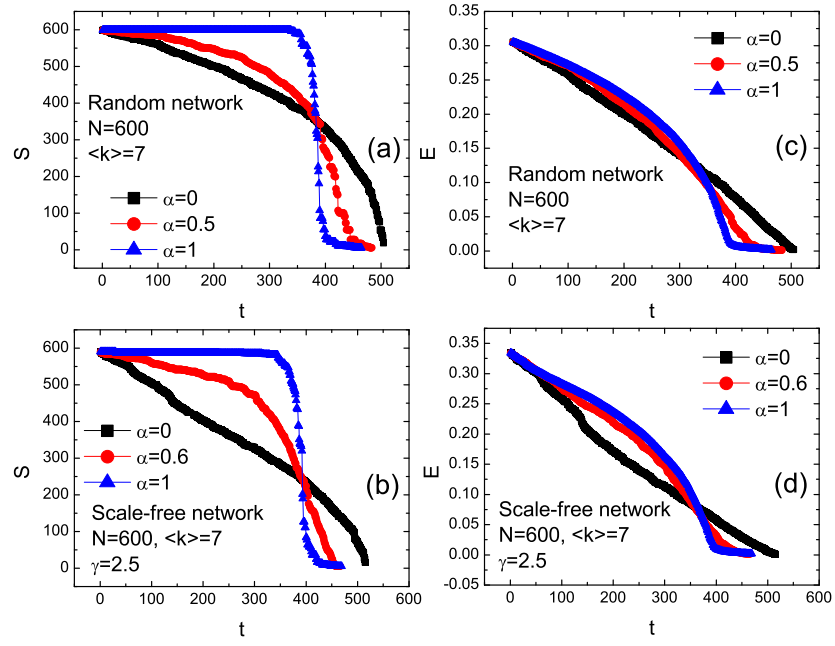 600
500
400
300
200
100
0
S
Random network
N=600
<k>=7
(a)
α=0
α=0.5
α=1
0 100 200 300 400 500
t
0.35
0.30
0.25
0.20
0.15
0.10
0.05
0.00
E
α=0
α=0.5
α=1
(c)
Random network
N=600
<k>=7
0 100 200 300 400 500
t
600
500
400
300
200
100
0
S
α=0
α=0.6
α=1
(b)
Scale-free network
N=600, <k>=7
γ=2.5
0 100 200 300 400 500 600
t
0.35
0.30
0.25
0.20
0.15
0.10
0.05
0.00
-0.05
E
α=0
α=0.6
α=1
(d)
Scale-free network
N=600, <k>=7
γ=2.5
0 100 200 300 400 500 600
t